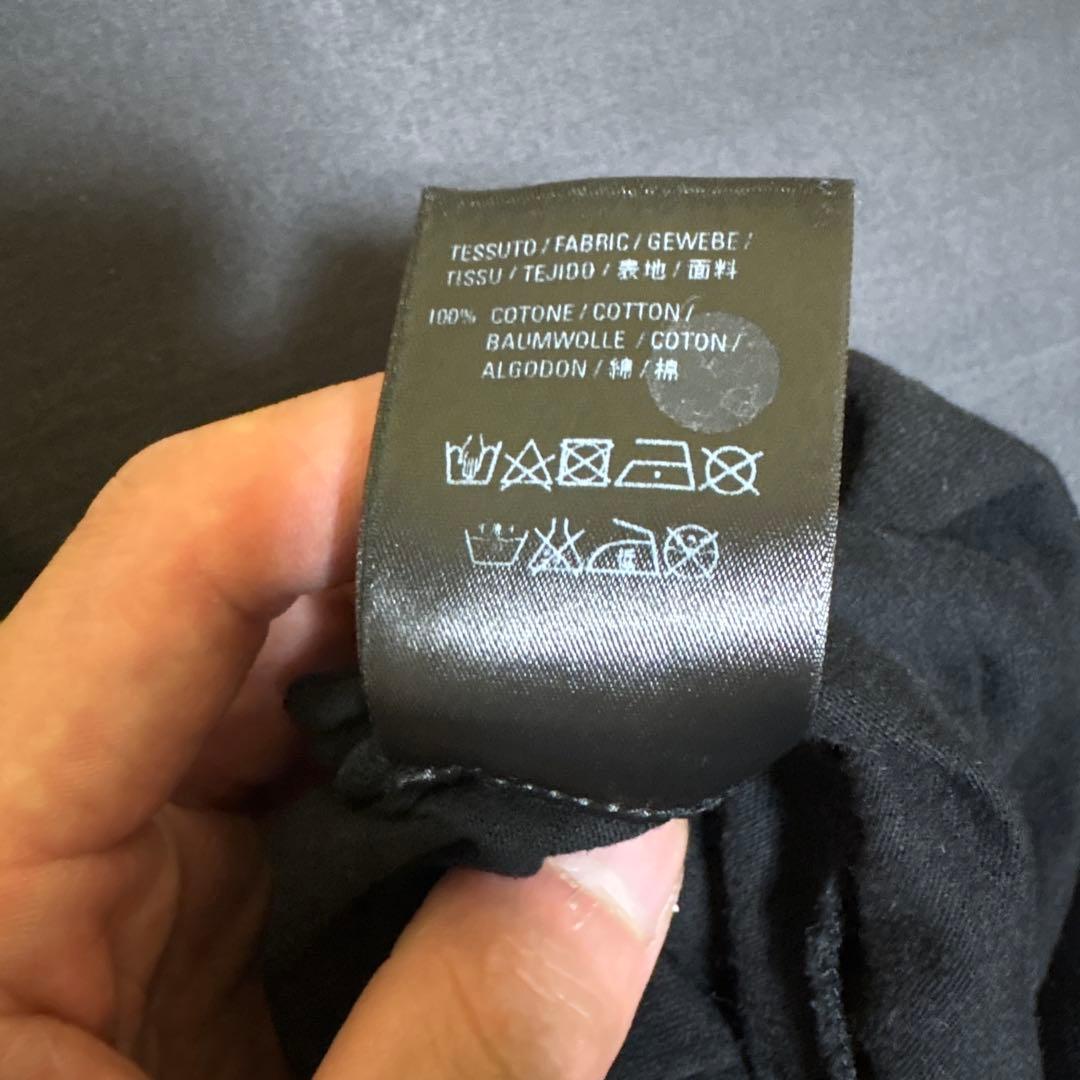 TESSUTO / FABRIC / GEWEBE /
TISSU / TEJIDO / 表地 / 面料
100% COTONE / COTTON /
BAUMWOLLE / COTON /
ALGODON / 綿 / 棉